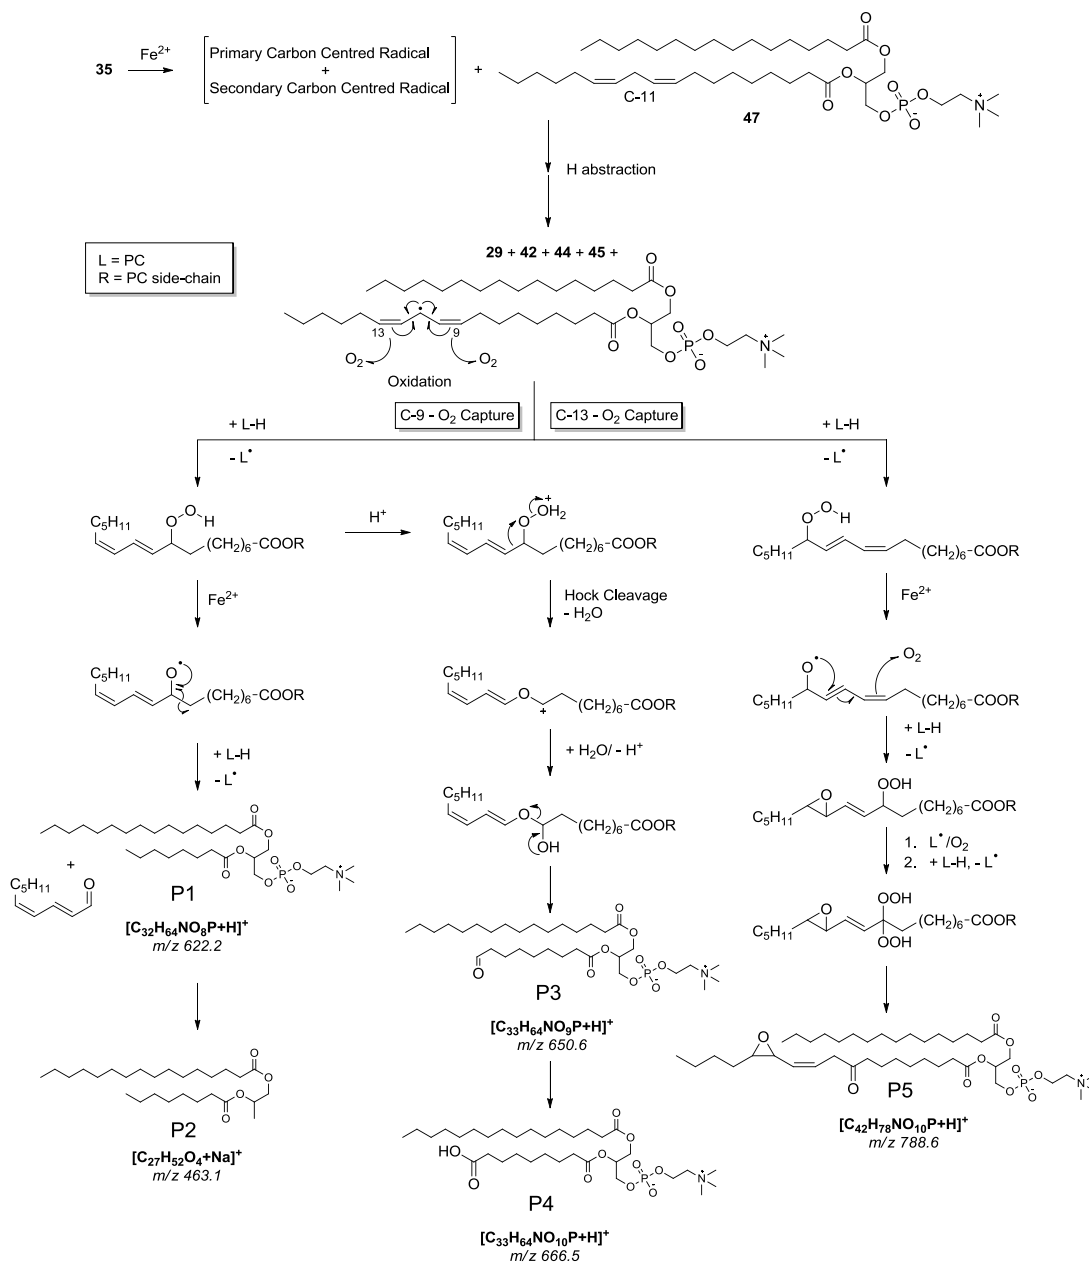 35
Fe2+
Primary Carbon Centred Radical
+
Secondary Carbon Centred Radical
+
C-11
47
O
O
O
O
O
O
P
O
O-
N+
H abstraction
L = PC
R = PC side-chain
29 + 42 + 44 + 45 +
13
9
O2
O2
O
O
O
O
O
O
P
O
O-
N+
Oxidation
C-9 - O2 Capture
C-13 - O2 Capture
+ L-H
- L•
+ L-H
- L•
C5H11
O
O
H
(CH2)6-COOR
H+
C5H11
O
+
OH2
(CH2)6-COOR
C5H11
O
O
H
(CH2)6-COOR
Fe2+
Hock Cleavage
- H2O
Fe2+
C5H11
O•
(CH2)6-COOR
C5H11
O
+
(CH2)6-COOR
C5H11
O•
O2
(CH2)6-COOR
+ L-H
- L•
+ H2O/ - H+
+ L-H
- L•
C5H11
O
OH
(CH2)6-COOR
C5H11
O
OOH
(CH2)6-COOR
1. L•/O2
2. + L-H, - L•
C5H11
O
OOH
OOH
(CH2)6-COOR
+
C5H11
O
O
O
O
O
O
O
P
O
O-
N+
P1
[C32H64NO8P+H]+
m/z 622.2
O
O
O
O
O
O
O
P
O
O-
N+
P3
[C33H64NO9P+H]+
m/z 650.6
O
O
O
O
P2
[C27H52O4+Na]+
m/z 463.1
HO
O
O
O
O
O
O
O
P
O
O-
N+
P4
[C33H64NO10P+H]+
m/z 666.5
O
O
O
O
O
O
O
O
P
O
O-
N+
P5
[C42H78NO10P+H]+
m/z 788.6